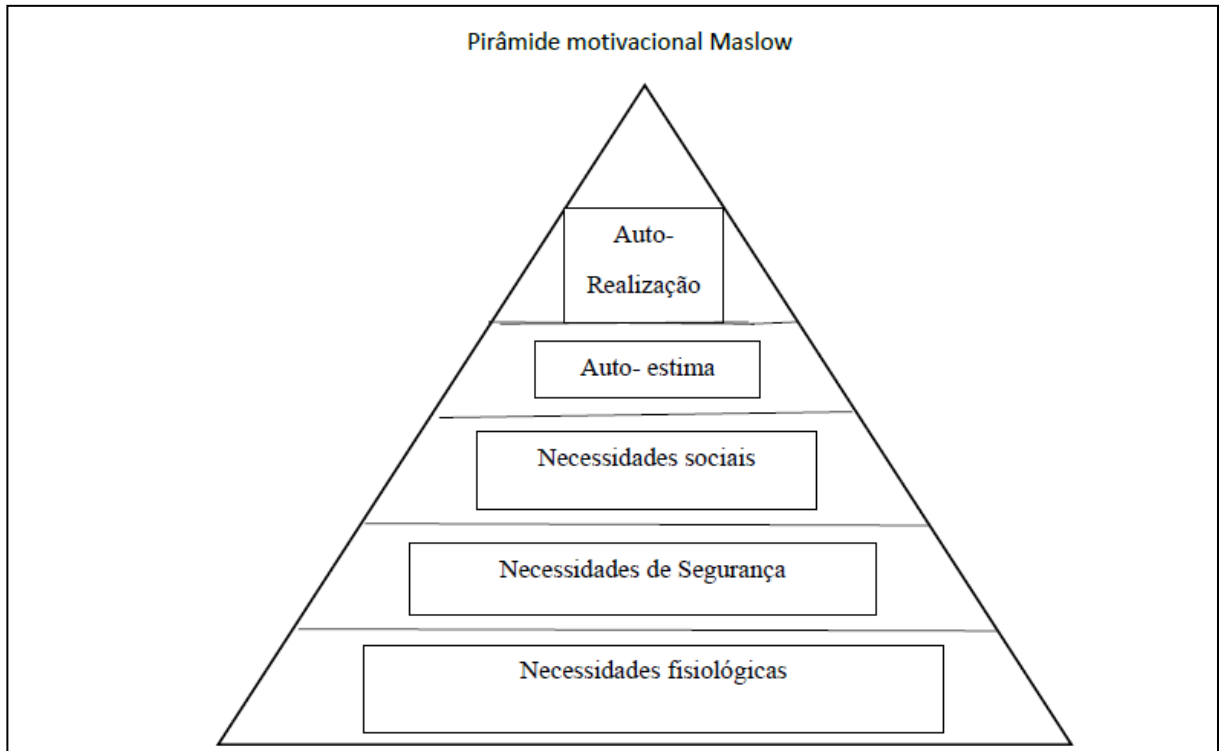 Pirâmide motivacional Maslow
Auto-
Realização
Auto- estima
Necessidades sociais
Necessidades de Segurança
Necessidades fisiológicas